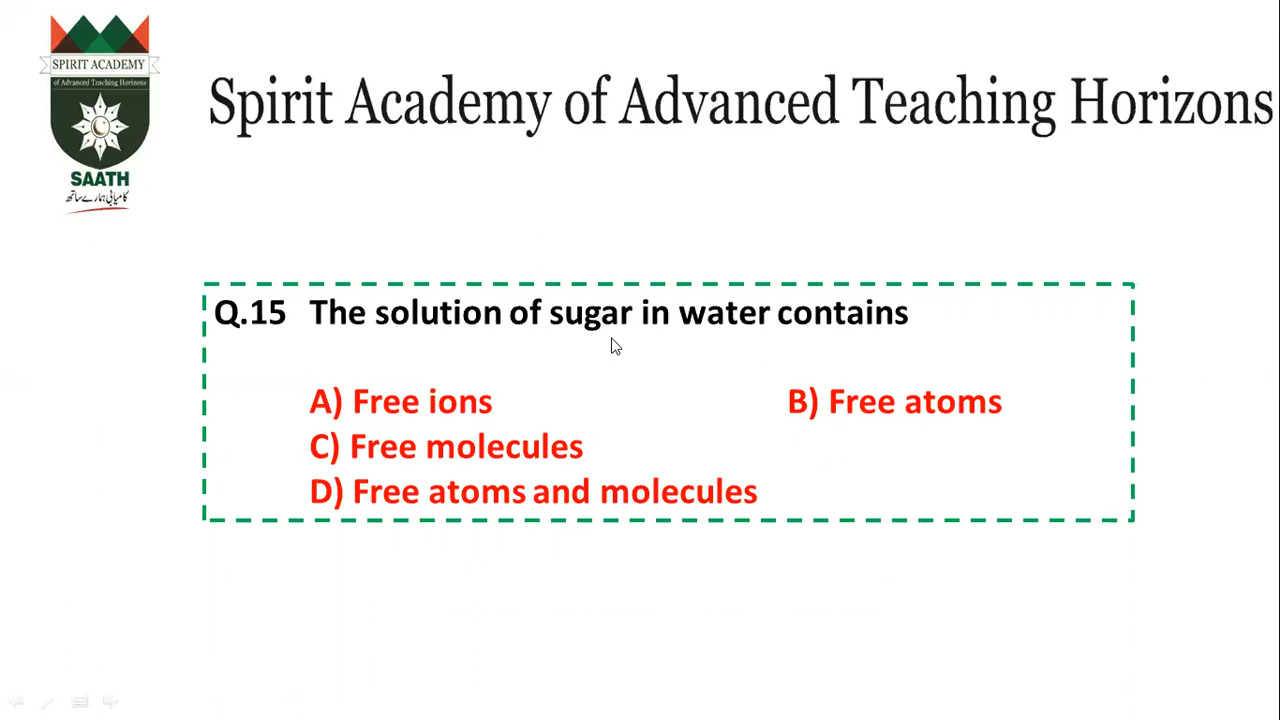 SPIRIT ACADEMY
of Advanced Teaching Horizons
SAATH
کامیابی ہمارے ساتھ
Spirit Academy of Advanced Teaching Horizons
Q.15 The solution of sugar in water contains
A) Free ions B) Free atoms
C) Free molecules
D) Free atoms and molecules